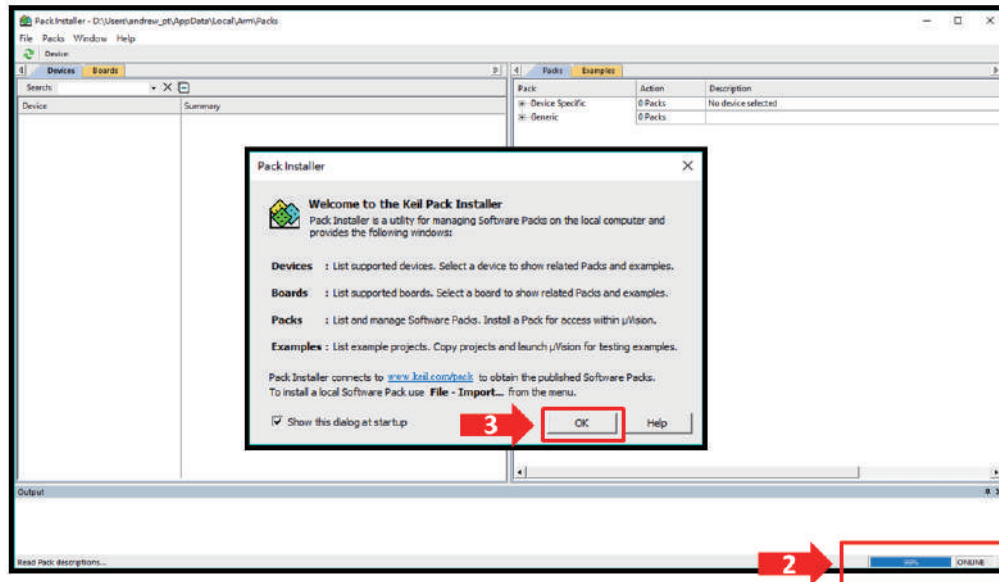 Pack Installer - D:\Users\andrew_pt\AppData\Local\Arm\Packs
File Packs Window Help
Device:
Devices Boards
Search:
Device Summary
Packs Examples
Pack Action Description
Device Specific 0 Packs No device selected
Generic 0 Packs
Pack Installer
Welcome to the Keil Pack Installer
Pack Installer is a utility for managing Software Packs on the local computer and
provides the following windows:
Devices : List supported devices. Select a device to show related Packs and examples.
Boards : List supported boards. Select a board to show related Packs and examples.
Packs : List and manage Software Packs. Install a Pack for access within µVision.
Examples : List example projects. Copy projects and launch µVision for testing examples.
Pack Installer connects to www.keil.com/pack to obtain the published Software Packs.
To install a local Software Pack use File - Import... from the menu.
Show this dialog at startup
3
OK
Help
Output
Read Pack descriptions...
2
ONLINE